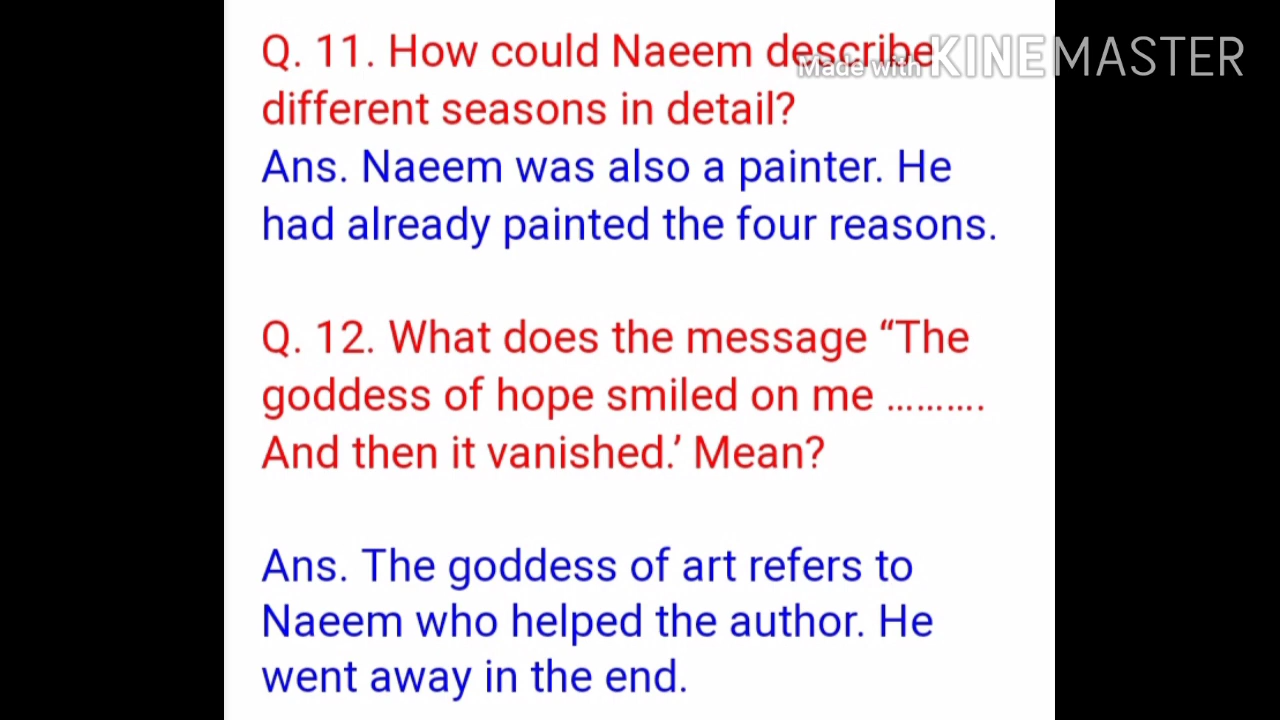 Q. 11. How could Naeem describe
Made with KINEMASTER
different seasons in detail?
Ans. Naeem was also a painter. He
had already painted the four reasons.
Q. 12. What does the message “The
goddess of hope smiled on me ……….
And then it vanished.’ Mean?
Ans. The goddess of art refers to
Naeem who helped the author. He
went away in the end.